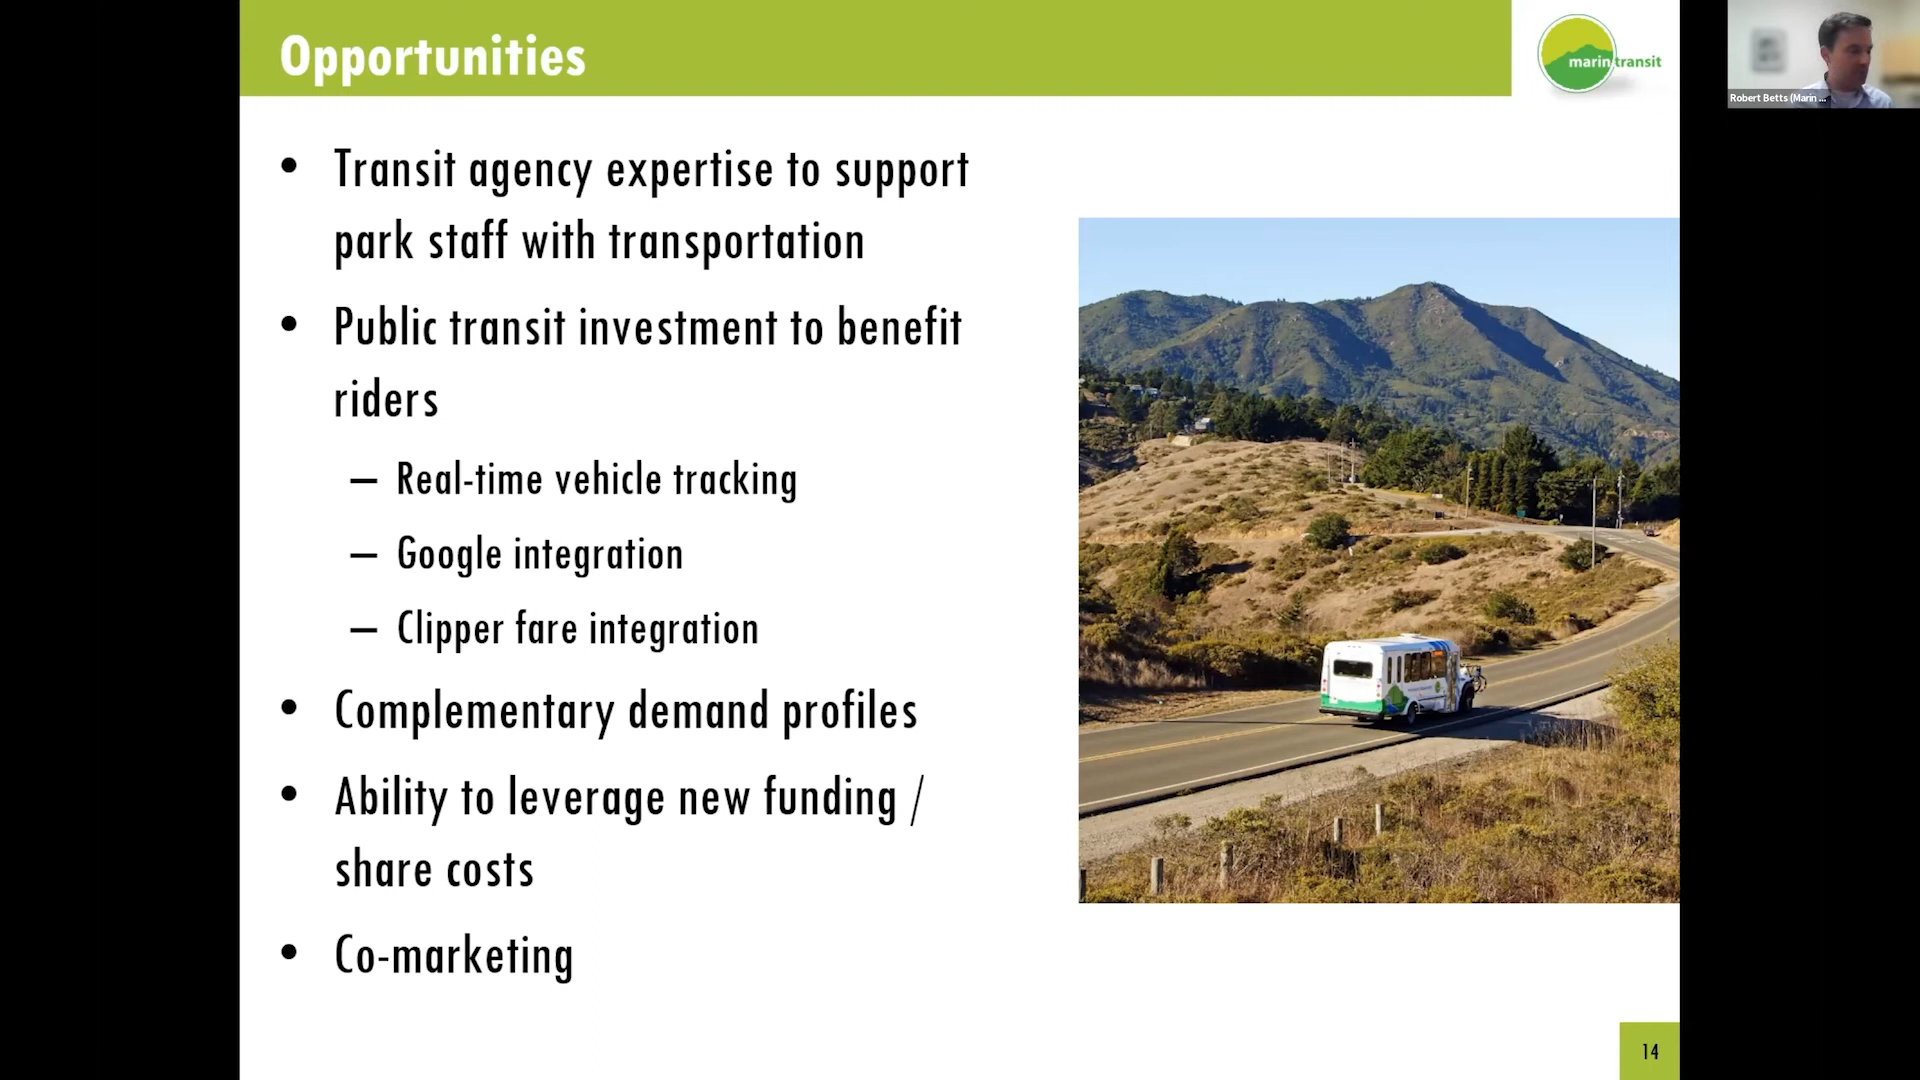 Opportunities
marin transit
Robert Betts (Marin ...
• Transit agency expertise to support
park staff with transportation
• Public transit investment to benefit
riders
– Real-time vehicle tracking
– Google integration
– Clipper fare integration
• Complementary demand profiles
• Ability to leverage new funding /
share costs
• Co-marketing
14